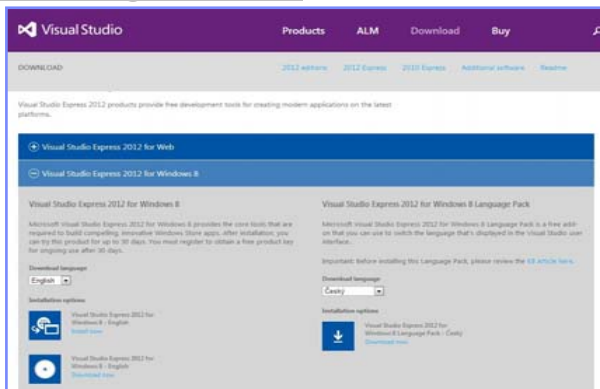 Visual Studio
Products ALM Download Buy
DOWNLOAD
2012 editions 2012 Express 2010 Express Additional software Readme
Visual Studio Express 2012 products provide free development tools for creating modern applications on the latest
platforms.
Visual Studio Express 2012 for Web
Visual Studio Express 2012 for Windows 8
Visual Studio Express 2012 for Windows 8
Microsoft Visual Studio Express 2012 for Windows 8 provides the core tools that are
required to build compelling, innovative Windows Store apps. After installation, you
can try this product for up to 30 days. You must register to obtain a free product key
for ongoing use after 30 days.
Download language
English
Installation options
Visual Studio Express 2012 for
Windows 8 - English
Install now
Visual Studio Express 2012 for
Windows 8 - English
Download now
Visual Studio Express 2012 for Windows 8 Language Pack
Microsoft Visual Studio Express 2012 for Windows 8 Language Pack is a free add-
on that you can use to switch the language that's displayed in the Visual Studio user
interface.
Important: Before installing this Language Pack, please review the KB article here.
Download language
Český
Installation options
Visual Studio Express 2012 for
Windows 8 Language Pack - Český
Download now